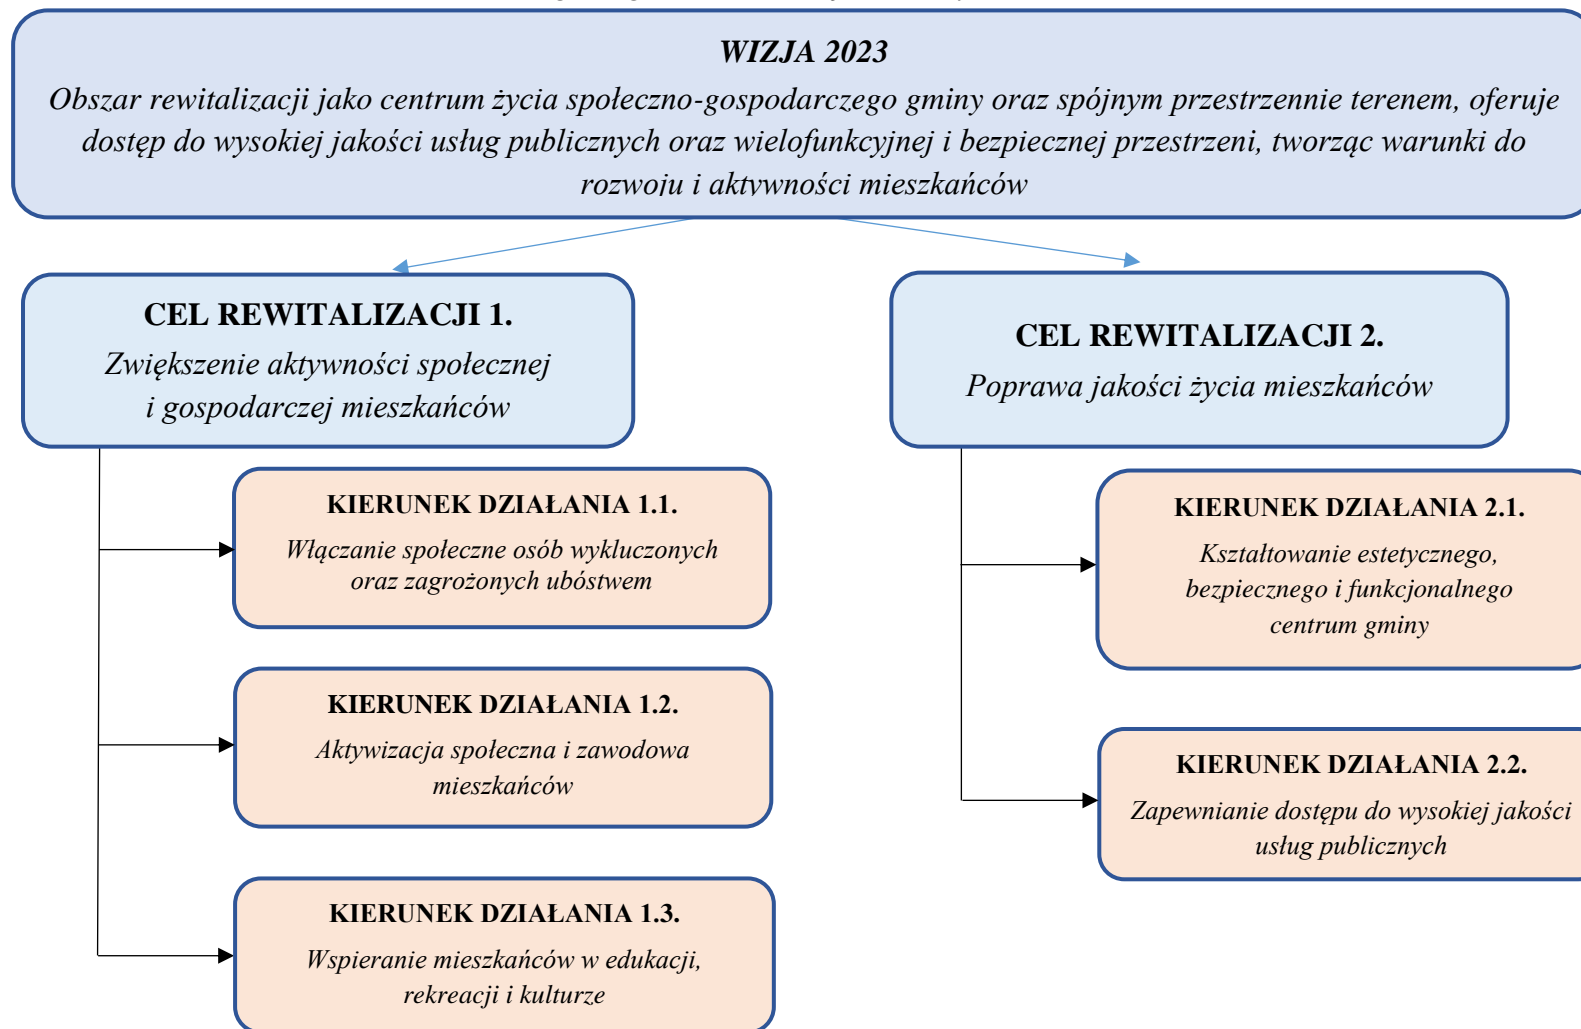 WIZJA 2023
Obszar rewitalizacji jako centrum życia społeczno-gospodarczego gminy oraz spójnym przestrzennie terenem, oferuje
dostęp do wysokiej jakości usług publicznych oraz wielofunkcyjnej i bezpiecznej przestrzeni, tworząc warunki do
rozwoju i aktywności mieszkańców
CEL REWITALIZACJI 1.
Zwiększenie aktywności społecznej
i gospodarczej mieszkańców
KIERUNEK DZIAŁANIA 1.1.
Włączanie społeczne osób wykluczonych
oraz zagrożonych ubóstwem
KIERUNEK DZIAŁANIA 1.2.
Aktywizacja społeczna i zawodowa
mieszkańców
KIERUNEK DZIAŁANIA 1.3.
Wspieranie mieszkańców w edukacji,
rekreacji i kulturze
CEL REWITALIZACJI 2.
Poprawa jakości życia mieszkańców
KIERUNEK DZIAŁANIA 2.1.
Kształtowanie estetycznego,
bezpiecznego i funkcjonalnego
centrum gminy
KIERUNEK DZIAŁANIA 2.2.
Zapewnianie dostępu do wysokiej jakości
usług publicznych